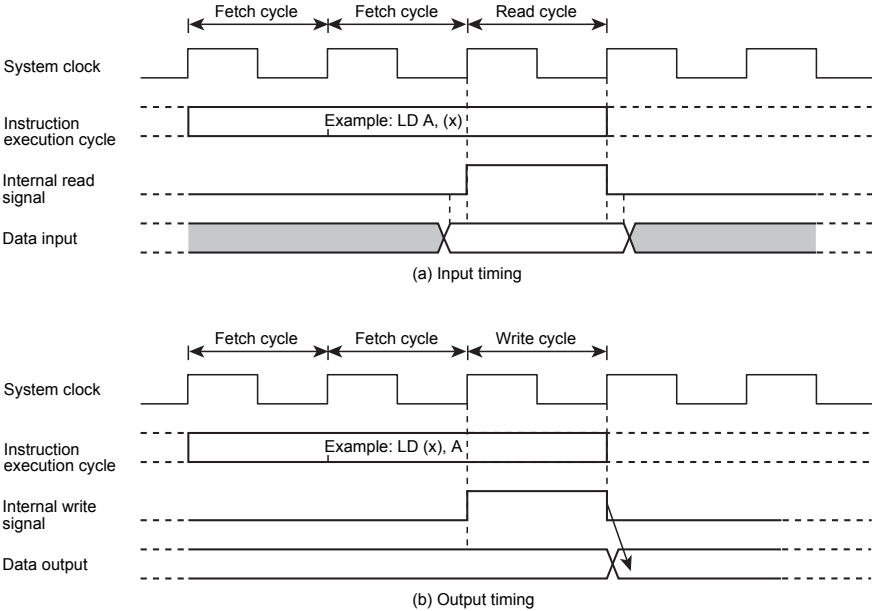 Fetch cycle Fetch cycle Read cycle
System clock
Instruction
execution cycle
Example: LD A, (x)
Internal read
signal
Data input
(a) Input timing
Fetch cycle Fetch cycle Write cycle
System clock
Instruction
execution cycle
Example: LD (x), A
Internal write
signal
Data output
(b) Output timing